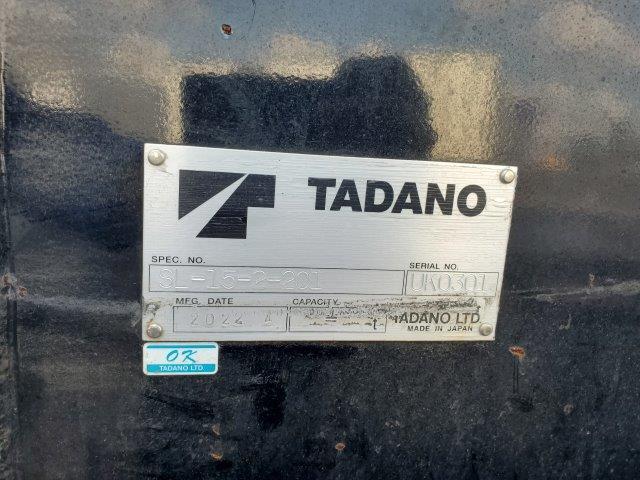 TADANO
SPEC. NO.
SERIAL NO.
SL-15-2-201
UK0301
MFG. DATE
CAPACITY
2022 4
TADANO LTD
MADE IN JAPAN
OK
TADANO LTD